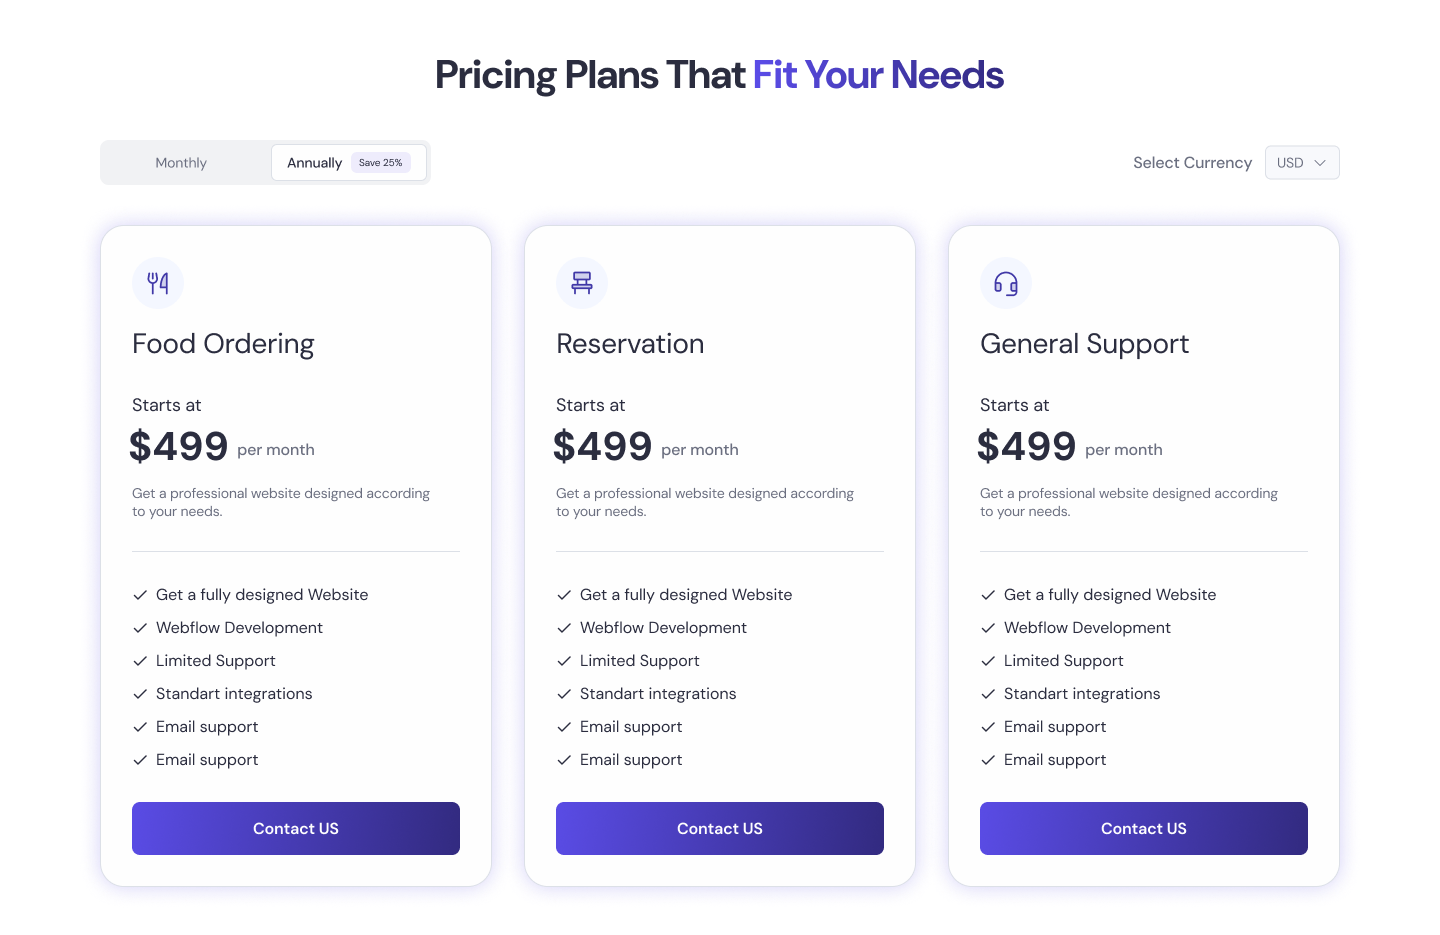 Pricing Plans That Fit Your Needs
Monthly
Annually Save 25%
Select Currency USD
Food Ordering
Starts at
$499 per month
Get a professional website designed according
to your needs.
Get a fully designed Website
Webflow Development
Limited Support
Standart integrations
Email support
Email support
Contact US
Reservation
Starts at
$499 per month
Get a professional website designed according
to your needs.
Get a fully designed Website
Webflow Development
Limited Support
Standart integrations
Email support
Email support
Contact US
General Support
Starts at
$499 per month
Get a professional website designed according
to your needs.
Get a fully designed Website
Webflow Development
Limited Support
Standart integrations
Email support
Email support
Contact US